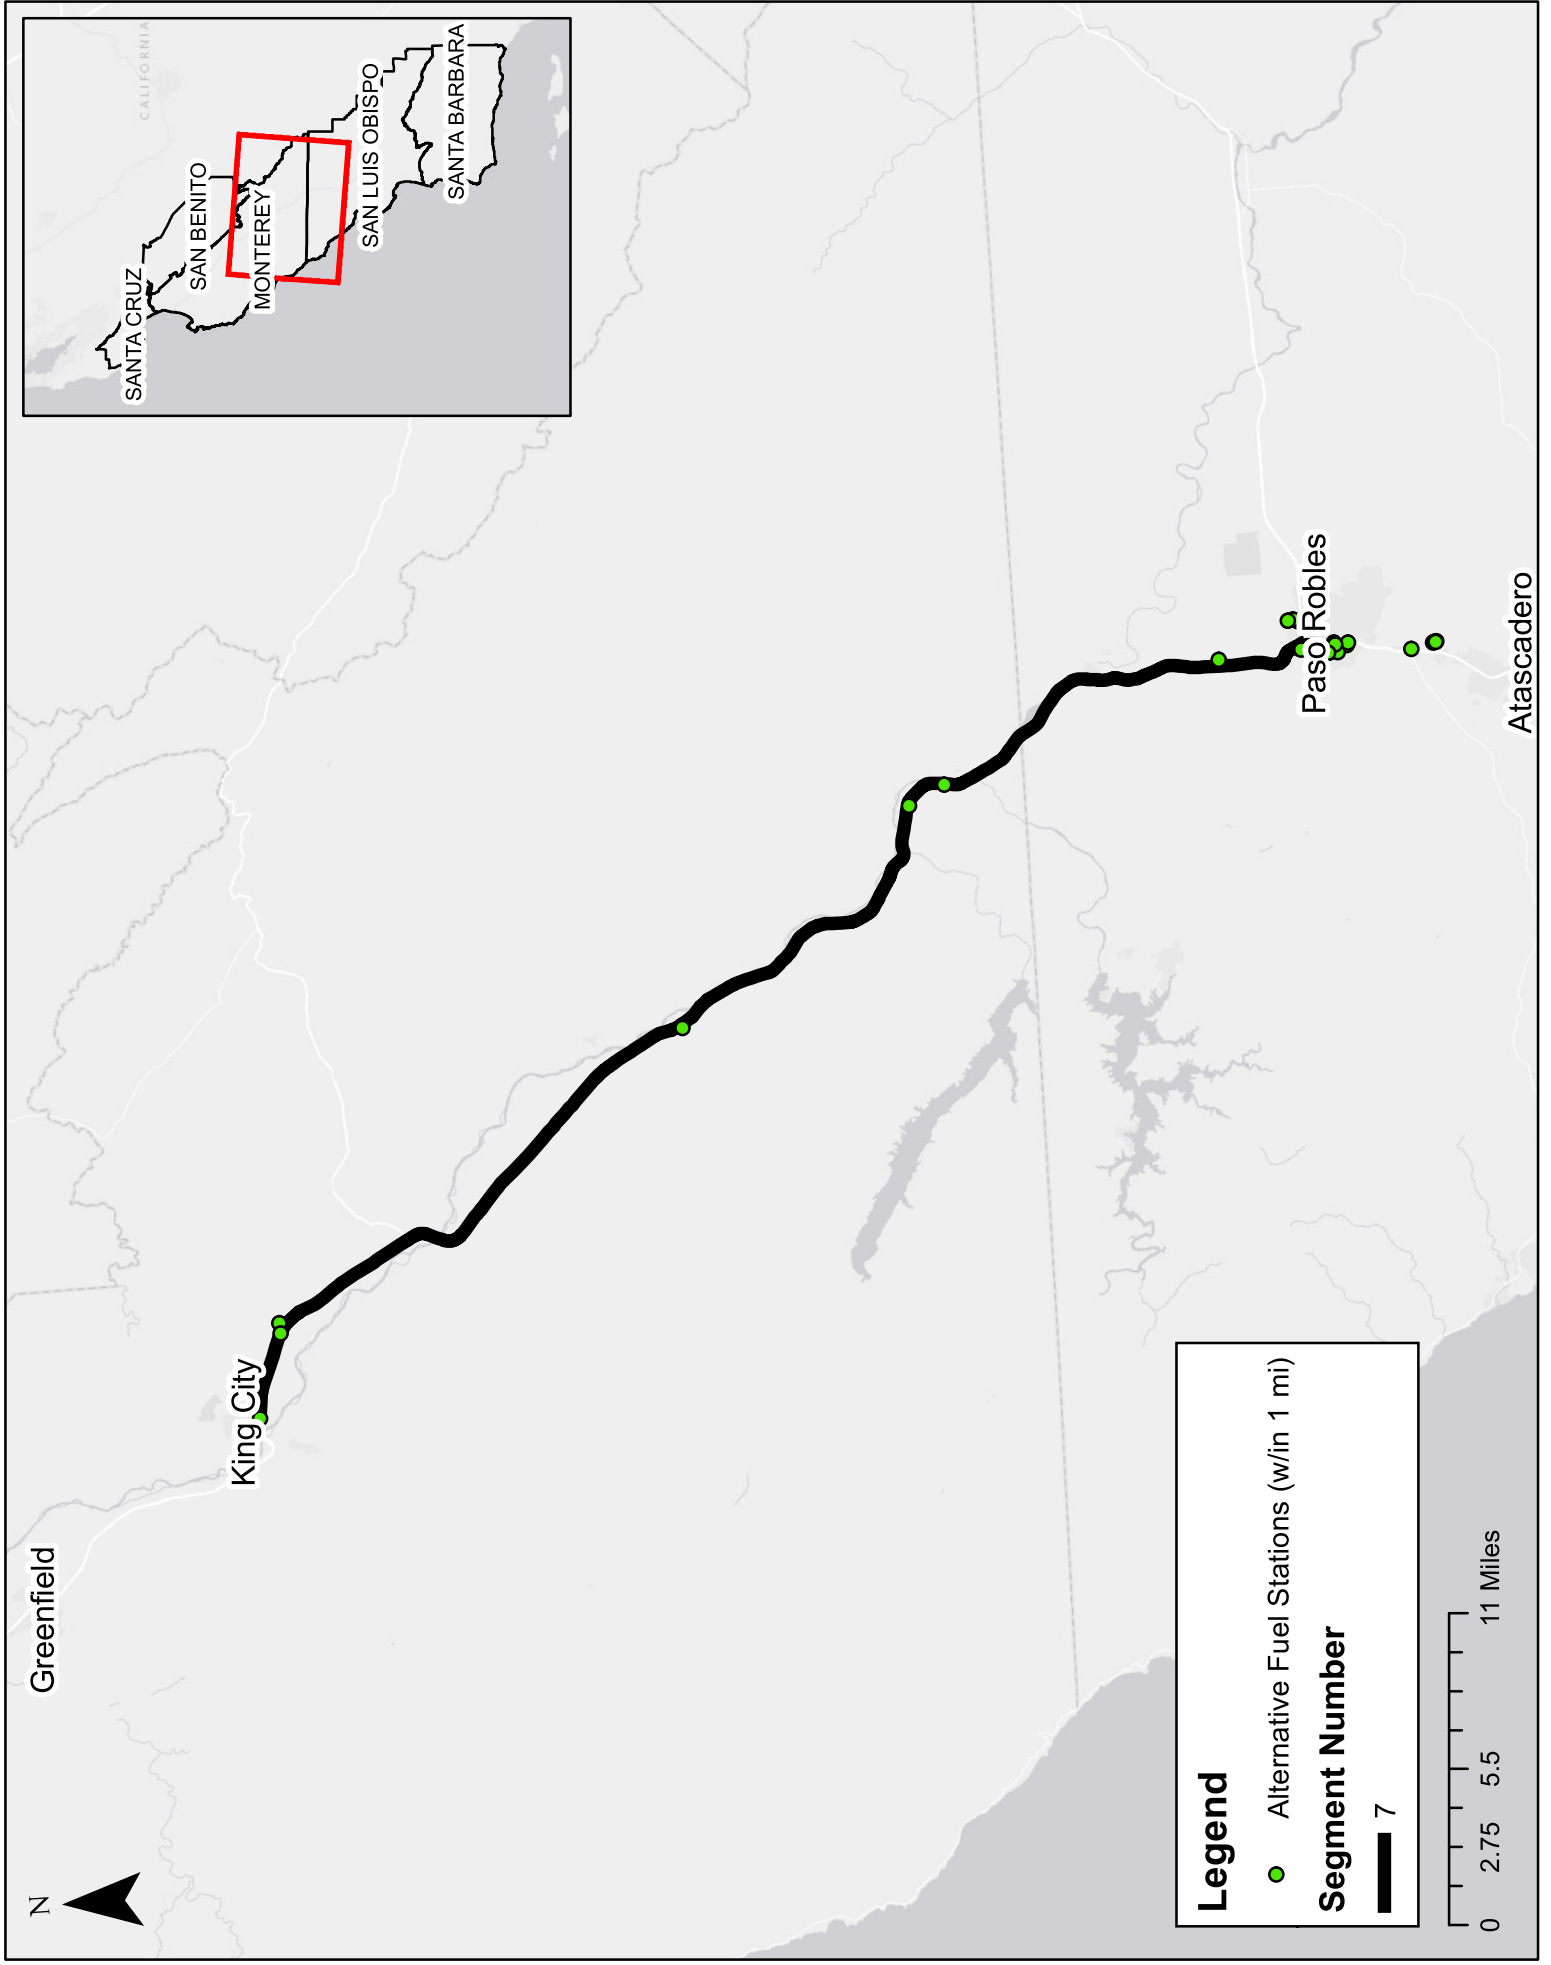 N
Greenfield
King City
Paso Robles
Atascadero
CALIFORNIA
SANTA CRUZ
SAN BENITO
MONTEREY
SAN LUIS OBISPO
SANTA BARBARA
Legend
Alternative Fuel Stations (w/in 1 mi)
Segment Number
7
0 2.75 5.5 11 Miles